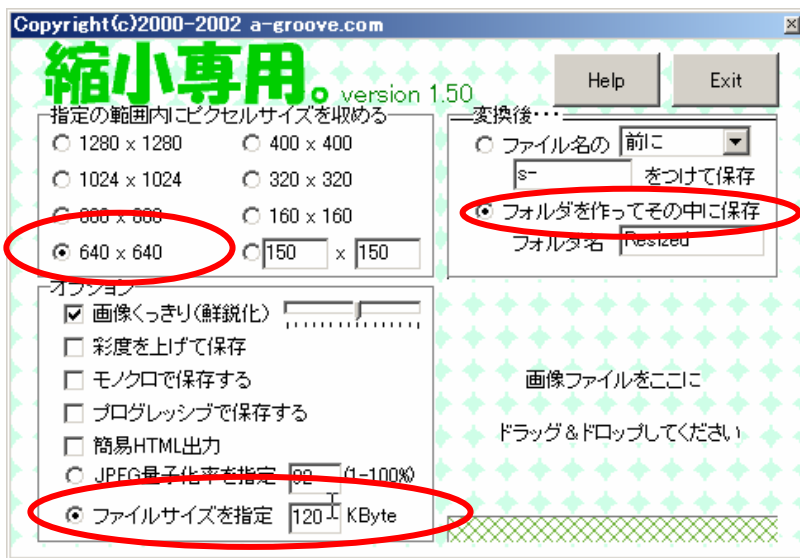 Copyright(c)2000-2002 a-groove.com
縮小専用。version 1.50
Help
Exit
指定の範囲内にピクセルサイズを収める
1280 x 1280
400 x 400
1024 x 1024
320 x 320
800 x 800
160 x 160
640 x 640
150 x 150
変換後・・・
ファイル名の 前に
s- をつけて保存
フォルダを作ってその中に保存
フォルダ名 Resized
オプション
画像くっきり(鮮鋭化)
彩度を上げて保存
モノクロで保存する
プログレッシブで保存する
簡易HTML出力
JPEG量子化率を指定 (1-100%)
ファイルサイズを指定 120 KByte
画像ファイルをここに
ドラッグ&ドロップしてください